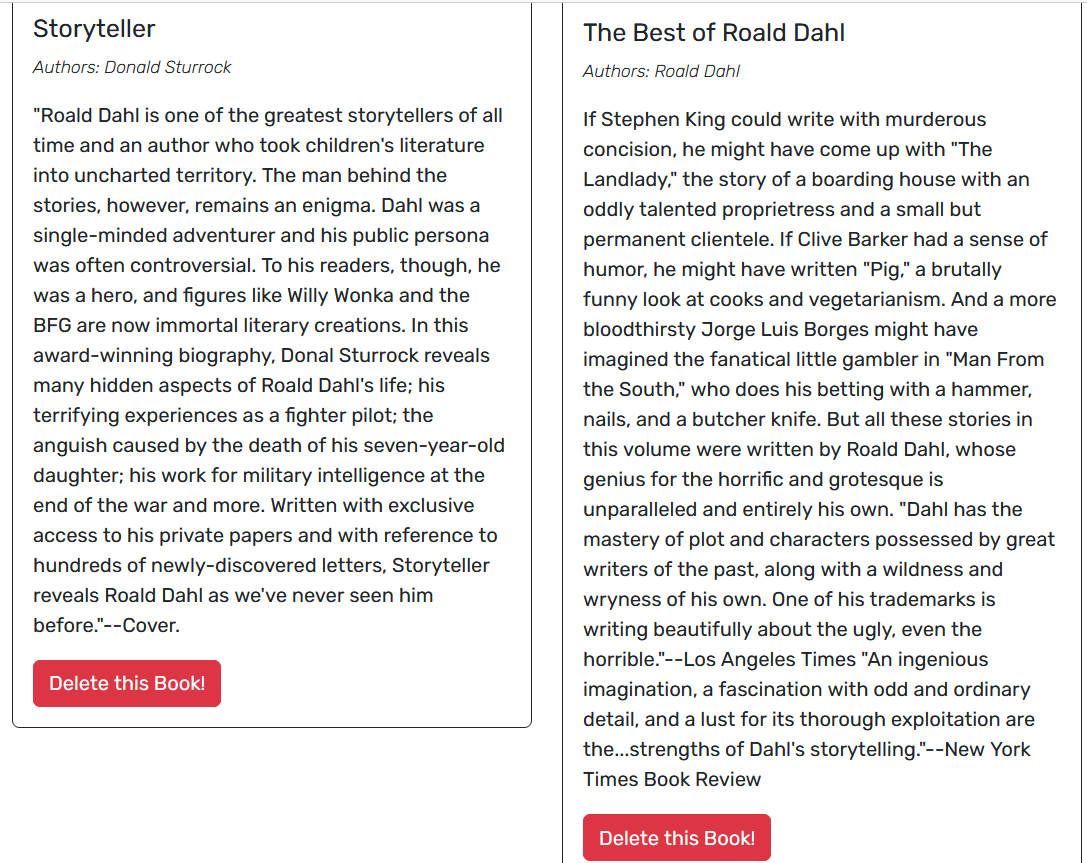 Storyteller
Authors: Donald Sturrock
"Roald Dahl is one of the greatest storytellers of all
time and an author who took children's literature
into uncharted territory. The man behind the
stories, however, remains an enigma. Dahl was a
single-minded adventurer and his public persona
was often controversial. To his readers, though, he
was a hero, and figures like Willy Wonka and the
BFG are now immortal literary creations. In this
award-winning biography, Donal Sturrock reveals
many hidden aspects of Roald Dahl's life; his
terrifying experiences as a fighter pilot; the
anguish caused by the death of his seven-year-old
daughter; his work for military intelligence at the
end of the war and more. Written with exclusive
access to his private papers and with reference to
hundreds of newly-discovered letters, Storyteller
reveals Roald Dahl as we've never seen him
before."--Cover.
Delete this Book!
The Best of Roald Dahl
Authors: Roald Dahl
If Stephen King could write with murderous
concision, he might have come up with "The
Landlady," the story of a boarding house with an
oddly talented proprietress and a small but
permanent clientele. If Clive Barker had a sense of
humor, he might have written "Pig," a brutally
funny look at cooks and vegetarianism. And a more
bloodthirsty Jorge Luis Borges might have
imagined the fanatical little gambler in "Man From
the South," who does his betting with a hammer,
nails, and a butcher knife. But all these stories in
this volume were written by Roald Dahl, whose
genius for the horrific and grotesque is
unparalleled and entirely his own. "Dahl has the
mastery of plot and characters possessed by great
writers of the past, along with a wildness and
wryness of his own. One of his trademarks is
writing beautifully about the ugly, even the
horrible."--Los Angeles Times "An ingenious
imagination, a fascination with odd and ordinary
detail, and a lust for its thorough exploitation are
the...strengths of Dahl's storytelling."--New York
Times Book Review
Delete this Book!